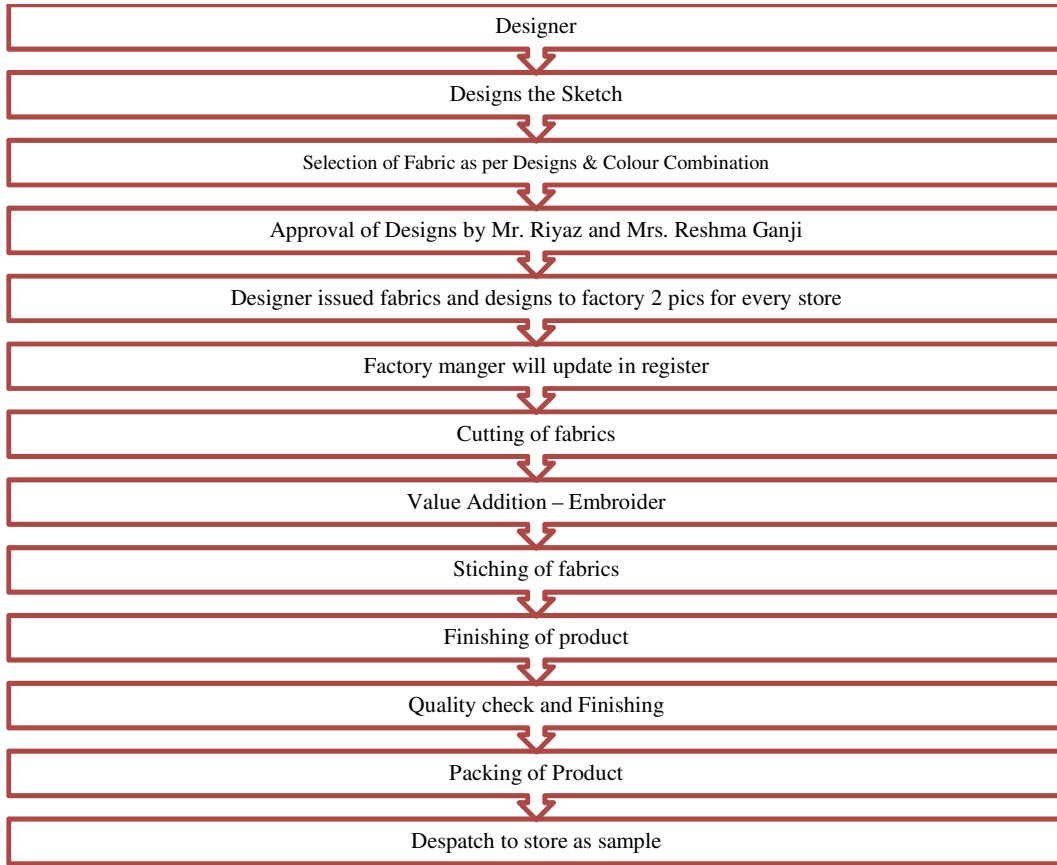 Designer
Designs the Sketch
Selection of Fabric as per Designs & Colour Combination
Approval of Designs by Mr. Riyaz and Mrs. Reshma Ganji
Designer issued fabrics and designs to factory 2 pics for every store
Factory manger will update in register
Cutting of fabrics
Value Addition – Embroider
Stiching of fabrics
Finishing of product
Quality check and Finishing
Packing of Product
Despatch to store as sample